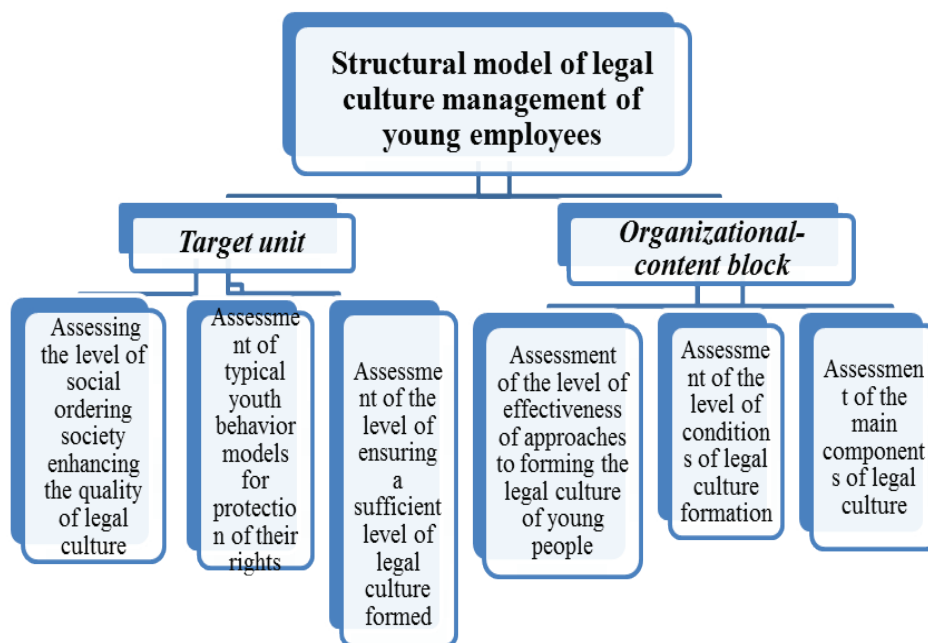 Structural model of legal
culture management of
young employees
Target unit
Organizational-
content block
Assessing
the level of
social
ordering
society
enhancing
the quality
of legal
culture
Assessme
nt of
typical
youth
behavior
models
for
protectio
n of their
rights
Assessme
nt of the
level of
ensuring
a
sufficient
level of
legal
culture
formed
Assessment
of the level of
effectiveness
of approaches
to forming the
legal culture
of young
people
Assessme
nt of the
level of
condition
s of legal
culture
formation
Assessmen
t of the
main
component
s of legal
culture